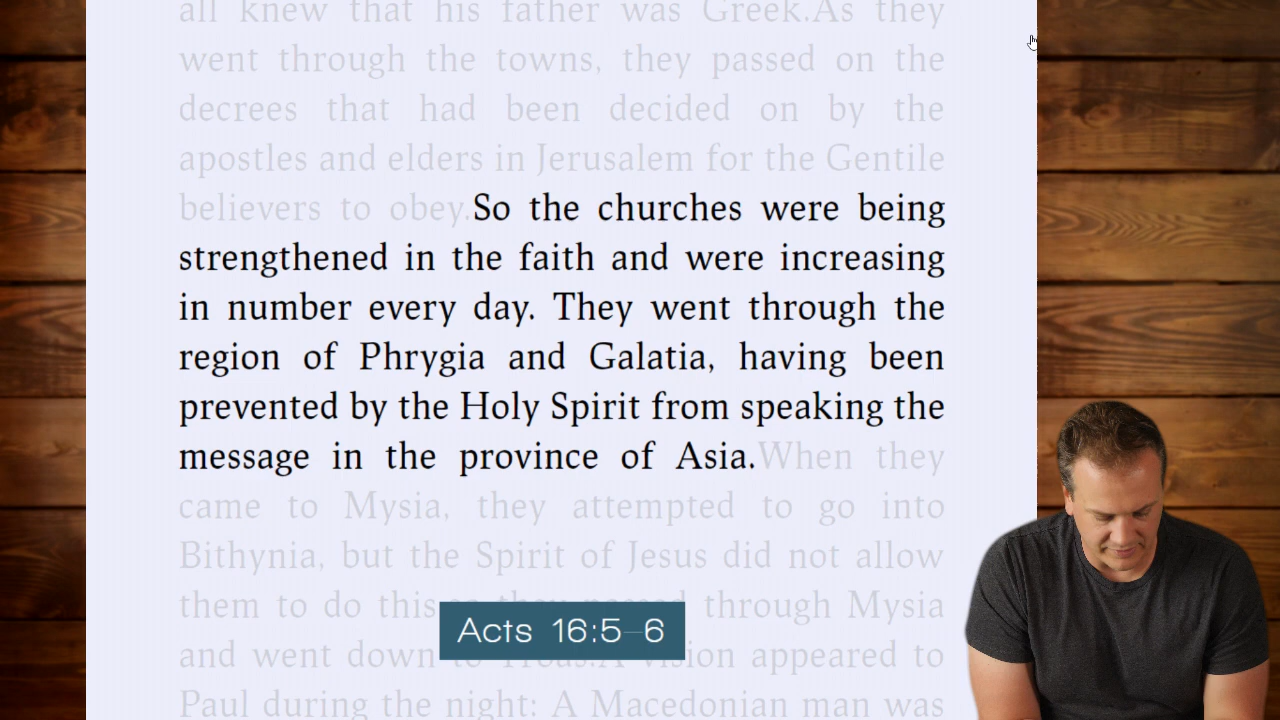 all knew that his father was Greek.As they
went through the towns, they passed on the
decrees that had been decided on by the
apostles and elders in Jerusalem for the Gentile
believers to obey.So the churches were being
strengthened in the faith and were increasing
in number every day. They went through the
region of Phrygia and Galatia, having been
prevented by the Holy Spirit from speaking the
message in the province of Asia.When they
came to Mysia, they attempted to go into
Bithynia, but the Spirit of Jesus did not allow
them to do this through Mysia
Acts 16:5–6
and went down appeared to
Paul during the night: A Macedonian man was